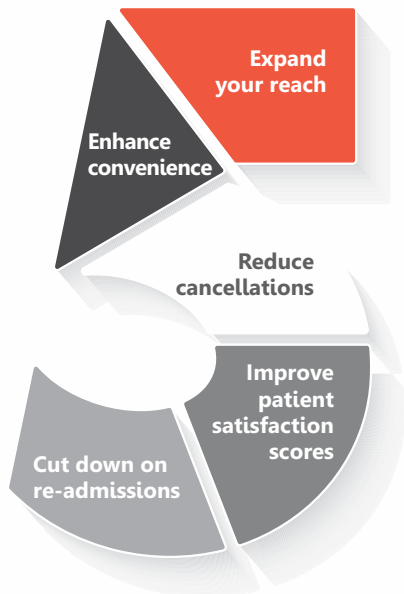 Expand
your reach
Enhance
convenience
Reduce
cancellations
Improve
patient
satisfaction
scores
Cut down on
re-admissions